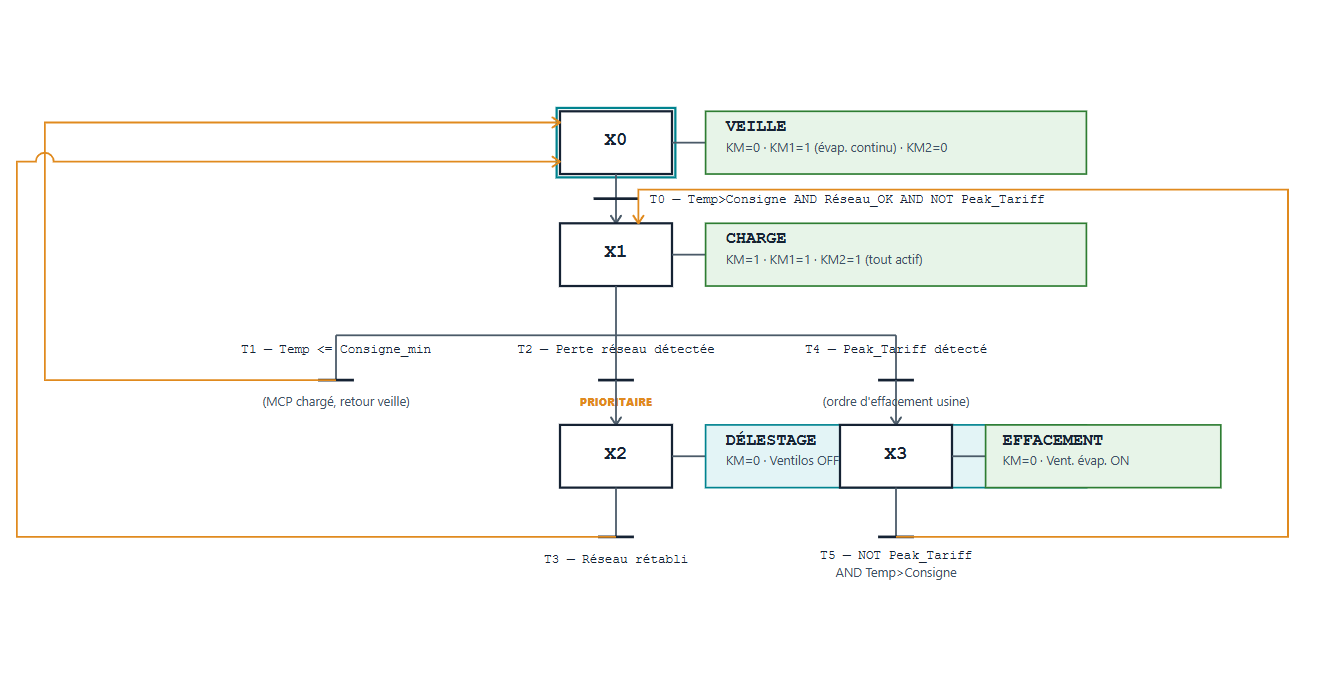 X0
VEILLE
KM=0 · KM1=1 (évap. continu) · KM2=0
T0 — Temp>Consigne AND Réseau_OK AND NOT Peak_Tariff
X1
CHARGE
KM=1 · KM1=1 · KM2=1 (tout actif)
T1 — Temp <= Consigne_min
T2 — Perte réseau détectée
T4 — Peak_Tariff détecté
(MCP chargé, retour veille)
PRIORITAIRE
(ordre d'effacement usine)
X2
DÉLESTAGE
KM=0 · Ventilos OFF
X3
EFFACEMENT
KM=0 · Vent. évap. ON
T3 — Réseau rétabli
T5 — NOT Peak_Tariff
AND Temp>Consigne